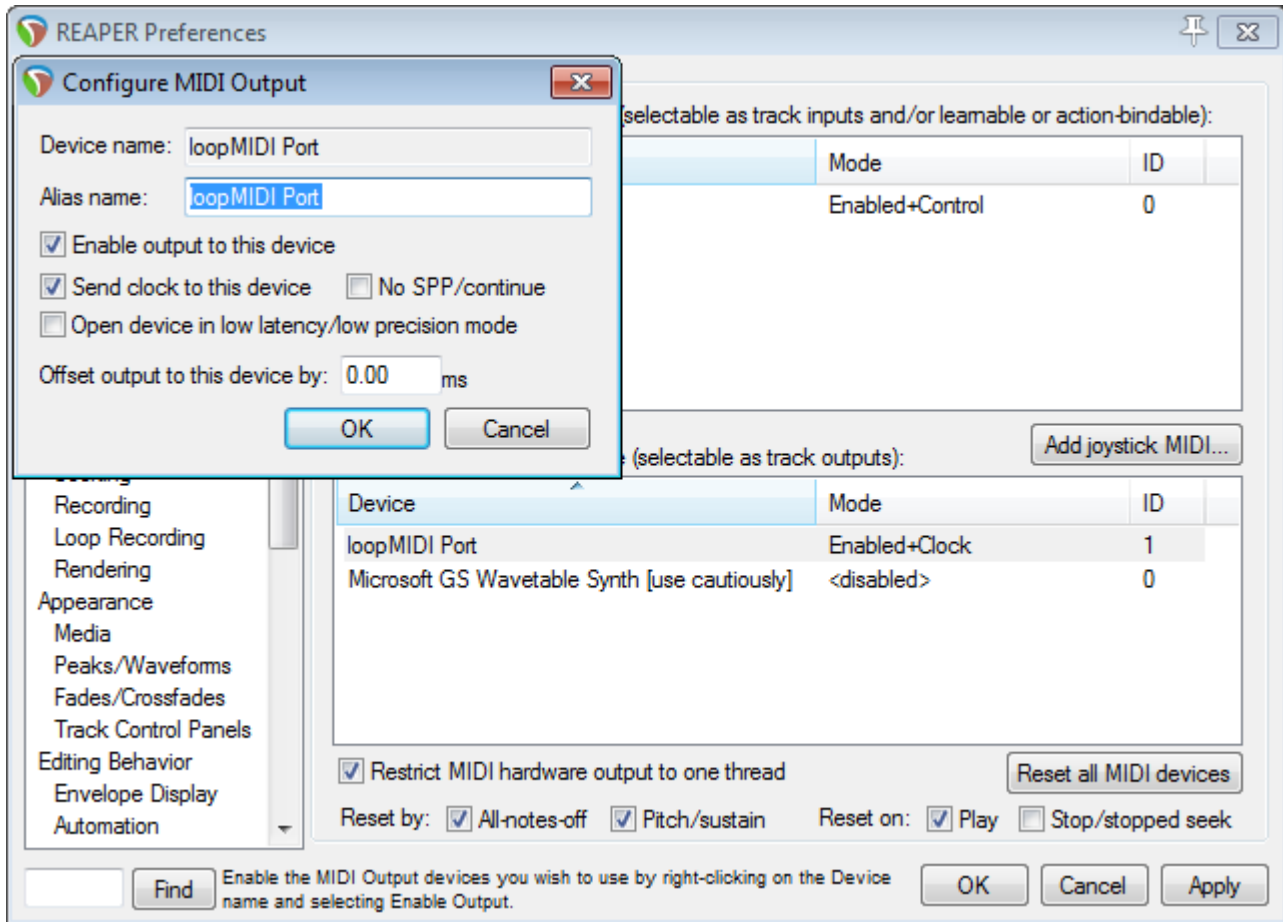 REAPER Preferences
Configure MIDI Output
(selectable as track inputs and/or learnable or action-bindable):
Device name: loopMIDI Port
Mode ID
Alias name: loopMIDI Port
Enabled+Control 0
Enable output to this device
Send clock to this device No SPP/continue
Open device in low latency/low precision mode
Offset output to this device by: 0.00 ms
OK Cancel
(selectable as track outputs):
Add joystick MIDI...
Recording
Loop Recording
Rendering
Appearance
Media
Peaks/Waveforms
Fades/Crossfades
Track Control Panels
Editing Behavior
Envelope Display
Automation
Device Mode ID
loopMIDI Port Enabled+Clock 1
Microsoft GS Wavetable Synth [use cautiously] <disabled> 0
Restrict MIDI hardware output to one thread
Reset all MIDI devices
Reset by: All-notes-off Pitch/sustain Reset on: Play Stop/stopped seek
Find
Enable the MIDI Output devices you wish to use by right-clicking on the Device
name and selecting Enable Output.
OK Cancel Apply